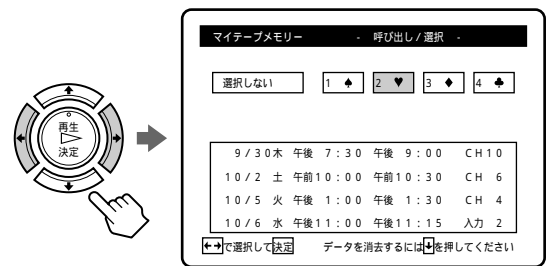 マイテープメモリー - 呼び出し/選択 -
選択しない 1 ♠ 2 ♥ 3 ♦ 4 ♣
再生
決定
9/30木 午後 7:30 午後 9:00 CH10
10/2 土 午前10:00 午前10:30 CH 6
10/5 火 午後 1:00 午後 1:30 CH 4
10/6 水 午後11:00 午後11:15 入力 2
←→で選択して決定 データを消去するには↓を押してください